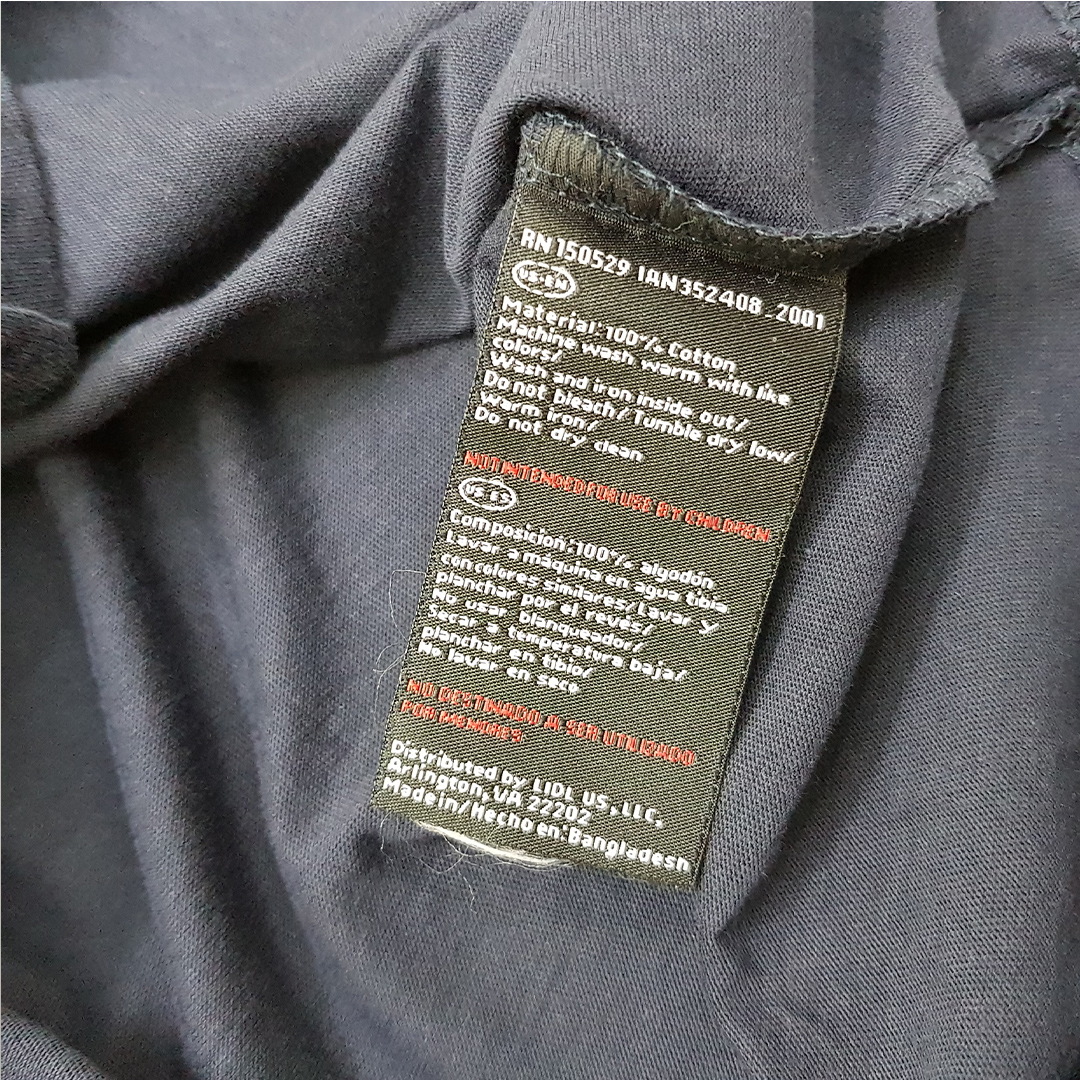 RN 150529 IAN 352408_2001
US-EN
Material: 100% Cotton
Machine wash warm with like
colors/
Wash and iron inside out/
Do not bleach/Tumble dry low/
Warm iron/
Do not dry clean
NOT INTENDED FOR USE BY CHILDREN
US-ES
Composición: 100% algodón
Lavar a máquina en agua tibia
con colores similares/Lavar y
planchar por el revés/
No usar blanqueador/
Secar a temperatura baja/
planchar en tibio/
No lavar en seco
NO DESTINADO A SER UTILIZADO
POR MENORES
Distributed by LIDL US, LLC,
Arlington, VA 22202
Made in/Hecho en: Bangladesh